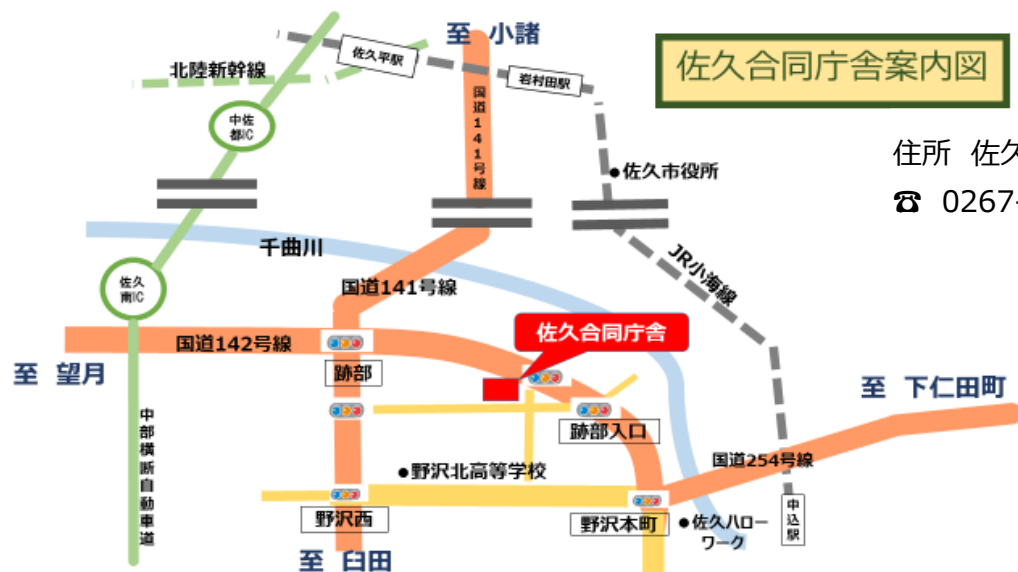 至 小諸
佐久合同庁舎案内図
佐久平駅
北陸新幹線
岩村田駅
国道141号線
中佐
都IC
住所 佐久
●佐久市役所
☎ 0267-
千曲川
JR小海線
佐久
南IC
国道141号線
佐久合同庁舎
国道142号線
至 望月
跡部
至 下仁田町
中部横断自動車道
跡部入口
国道254号線
●野沢北高等学校
野沢西
野沢本町
●佐久ハロー
ワーク
中込駅
至 臼田